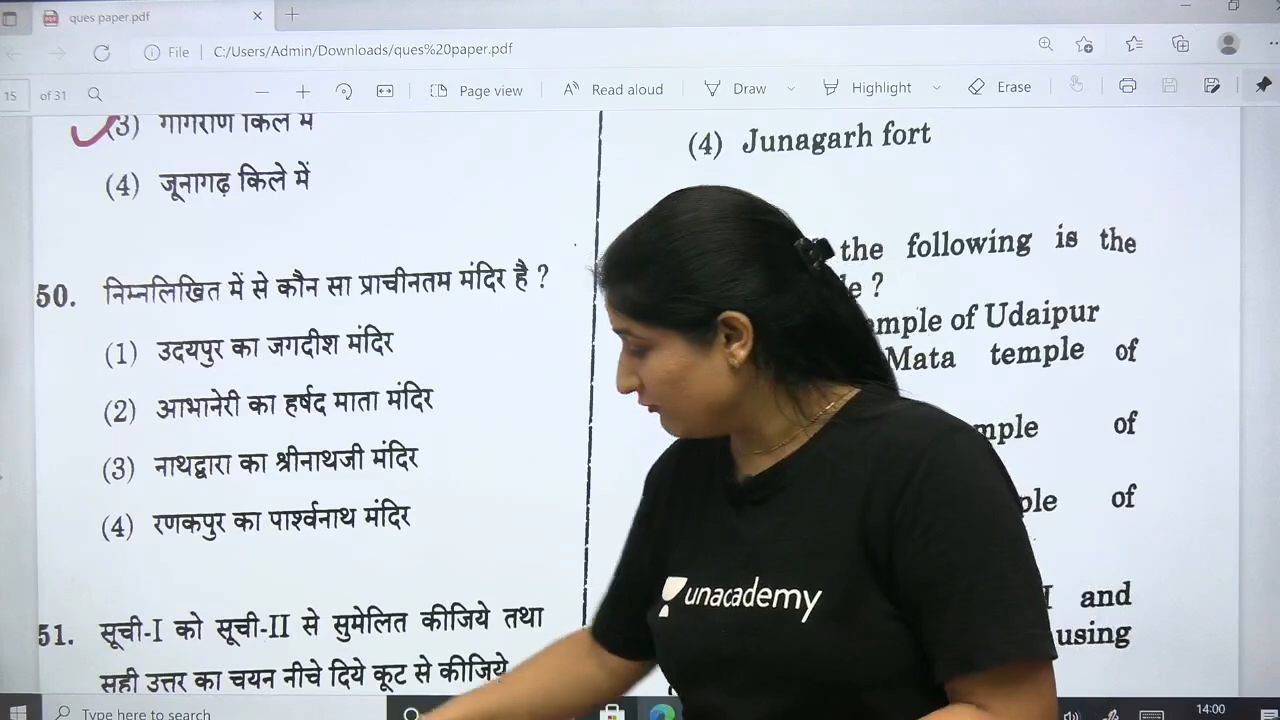 ques paper.pdf
File C:/Users/Admin/Downloads/ques%20paper.pdf
15 of 31 Page view Read aloud Draw Highlight Erase
(3) गागराण किले में
(4) जूनागढ़ किले में
50. निम्नलिखित में से कौन सा प्राचीनतम मंदिर है ?
(1) उदयपुर का जगदीश मंदिर
(2) आभानेरी का हर्षद माता मंदिर
(3) नाथद्वारा का श्रीनाथजी मंदिर
(4) रणकपुर का पार्श्वनाथ मंदिर
51. सूची-I को सूची-II से सुमेलित कीजिये तथा
सही उत्तर का चयन नीचे दिये कूट से कीजिये
(4) Junagarh fort
the following is the
?
temple of Udaipur
Mata temple of
of
of
and
using
unacademy
Type here to search
14:00